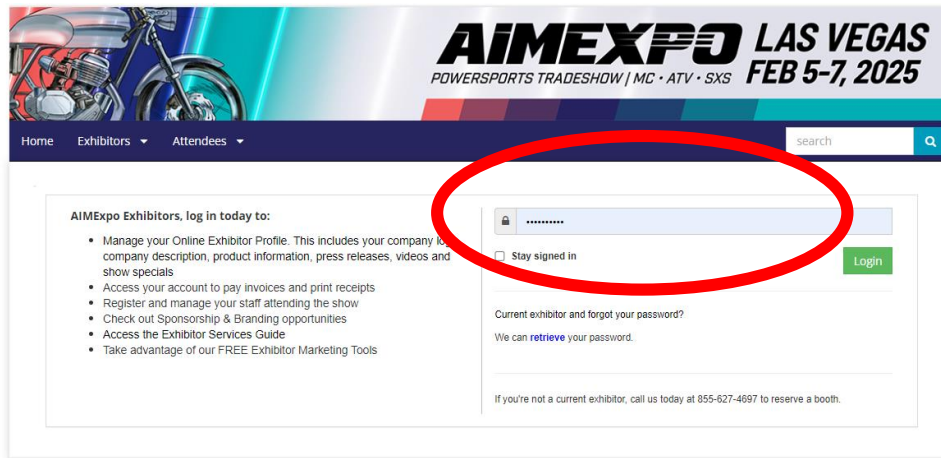 AIMEXPO LAS VEGAS
POWERSPORTS TRADESHOW | MC • ATV • SXS FEB 5-7, 2025
Home Exhibitors Attendees search
AIMExpo Exhibitors, log in today to:
• Manage your Online Exhibitor Profile. This includes your company
company description, product information, press releases, videos and
show specials
• Access your account to pay invoices and print receipts
• Register and manage your staff attending the show
• Check out Sponsorship & Branding opportunities
• Access the Exhibitor Services Guide
• Take advantage of our FREE Exhibitor Marketing Tools
••••••••••
Stay signed in
Login
Current exhibitor and forgot your password?
We can retrieve your password.
If you're not a current exhibitor, call us today at 855-627-4697 to reserve a booth.